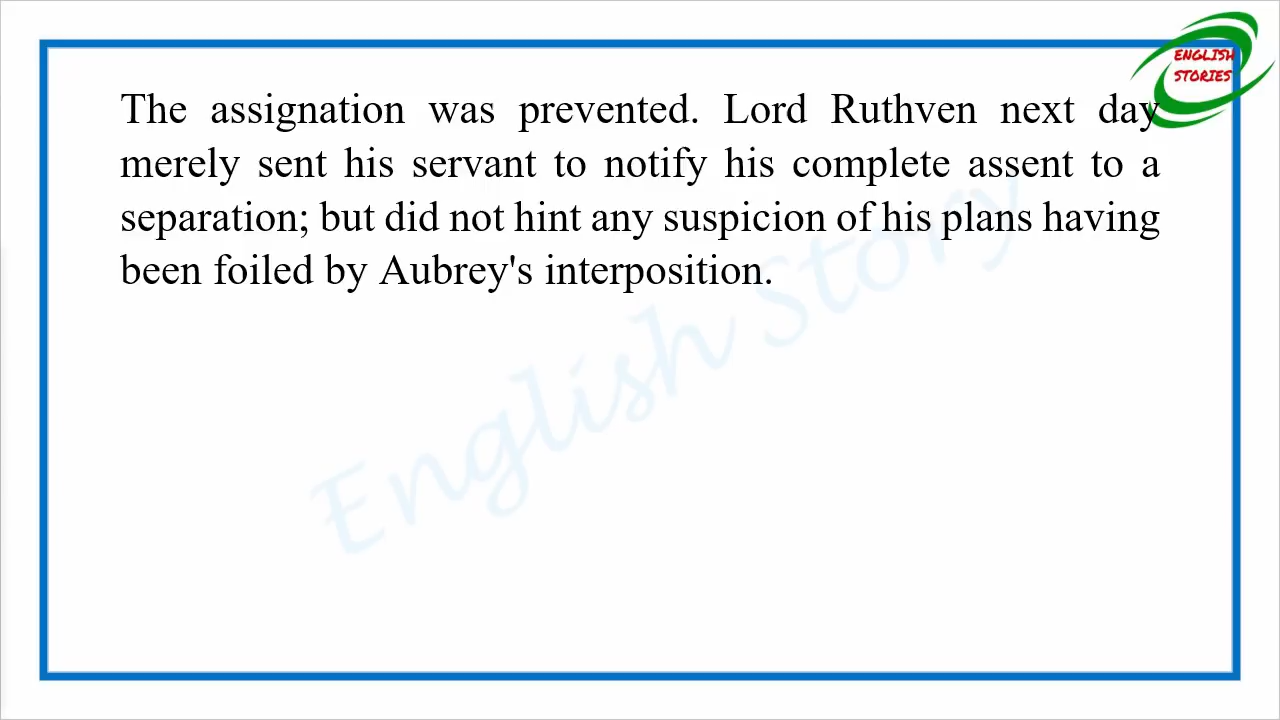 ENGLISH
STORIES
The assignation was prevented. Lord Ruthven next day
merely sent his servant to notify his complete assent to a
separation; but did not hint any suspicion of his plans having
been foiled by Aubrey's interposition.
English Story